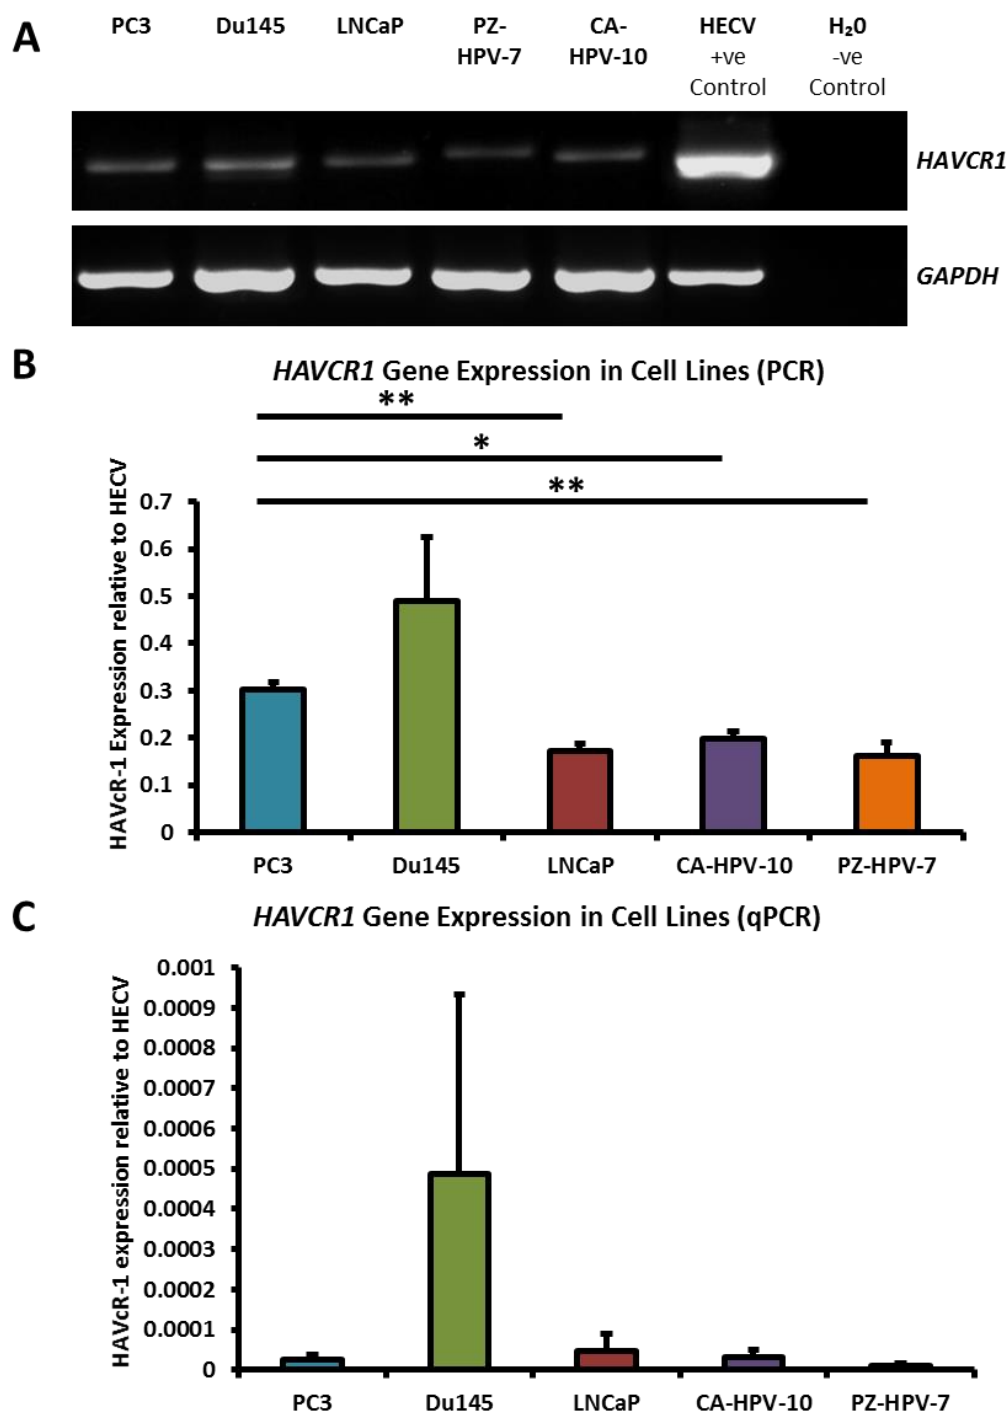 A
PC3 Du145 LNCaP PZ- CA- HECV H₂0
HPV-7 HPV-10 +ve -ve
Control Control
HAVCR1
GAPDH
B
HAVCR1 Gene Expression in Cell Lines (PCR)
**
*
**
HAVcR-1 Expression relative to HECV
0.7
0.6
0.5
0.4
0.3
0.2
0.1
0
PC3 Du145 LNCaP CA-HPV-10 PZ-HPV-7
C
HAVCR1 Gene Expression in Cell Lines (qPCR)
HAVcR-1 expression relative to HECV
0.001
0.0009
0.0008
0.0007
0.0006
0.0005
0.0004
0.0003
0.0002
0.0001
0
PC3 Du145 LNCaP CA-HPV-10 PZ-HPV-7